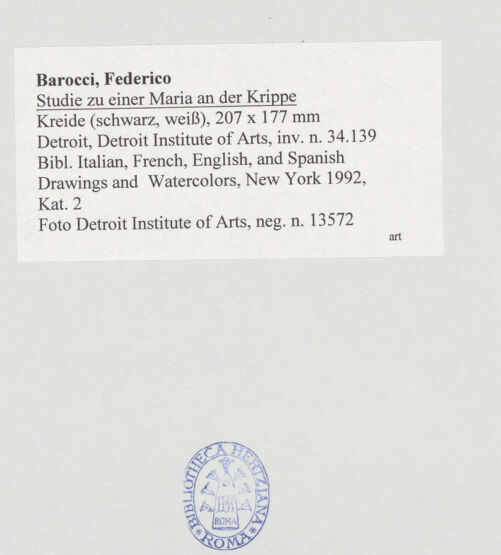 Barocci, Federico
Studie zu einer Maria an der Krippe
Kreide (schwarz, weiß), 207 x 177 mm
Detroit, Detroit Institute of Arts, inv. n. 34.139
Bibl. Italian, French, English, and Spanish
Drawings and Watercolors, New York 1992,
Kat. 2
Foto Detroit Institute of Arts, neg. n. 13572
art
BIBLIOTHECA HERTZIANA
ROMA
ROMA